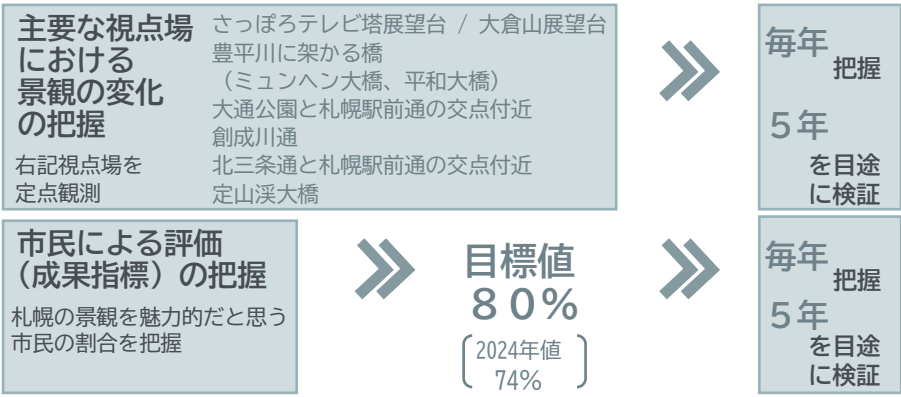 主要な視点場
における
景観の変化
の把握
右記視点場を
定点観測
さっぽろテレビ塔展望台 / 大倉山展望台
豊平川に架かる橋
（ミュンヘン大橋、平和大橋）
大通公園と札幌駅前通の交点付近
創成川通
北三条通と札幌駅前通の交点付近
定山渓大橋
毎年
把握
５年
を目途
に検証
市民による評価
（成果指標）の把握
札幌の景観を魅力的だと思う
市民の割合を把握
目標値
８０%
2024年値
74%
毎年
把握
５年
を目途
に検証